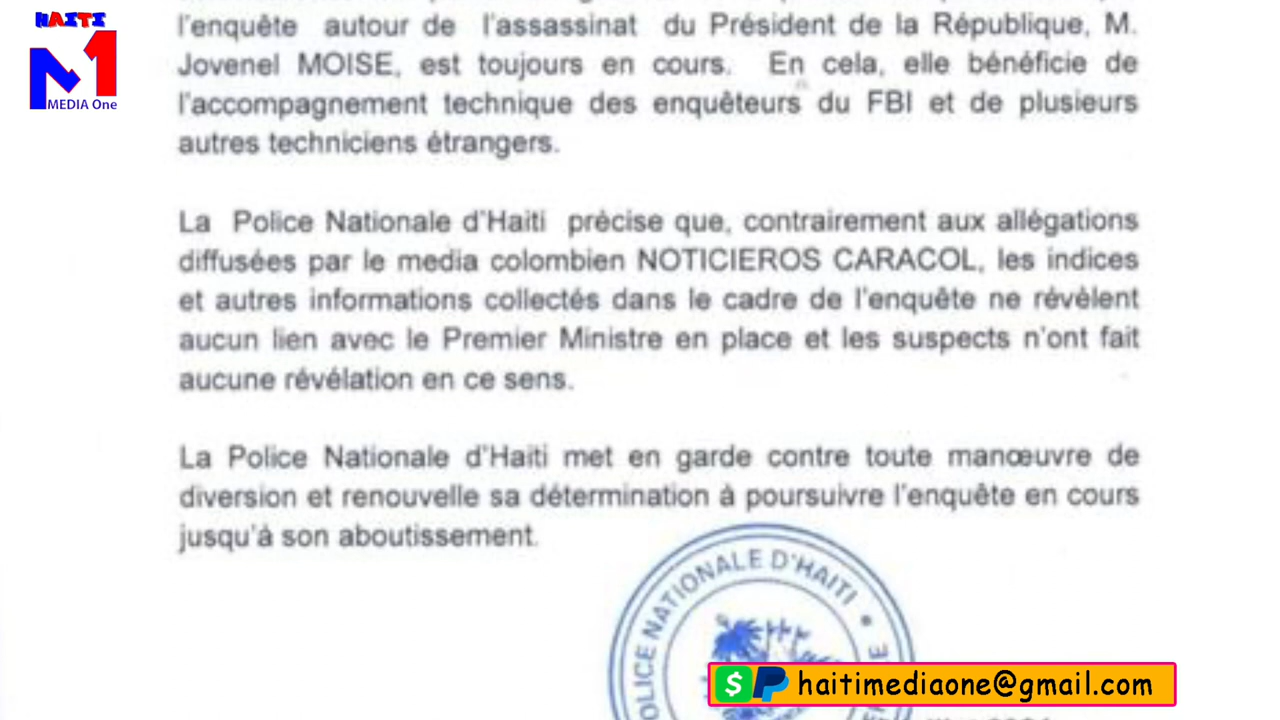 HAITI
M1
MEDIA One
l'enquête autour de l'assassinat du Président de la République, M.
Jovenel MOISE, est toujours en cours. En cela, elle bénéficie de
l'accompagnement technique des enquêteurs du FBI et de plusieurs
autres techniciens étrangers.
La Police Nationale d'Haiti précise que, contrairement aux allégations
diffusées par le media colombien NOTICIEROS CARACOL, les indices
et autres informations collectés dans le cadre de l'enquête ne révèlent
aucun lien avec le Premier Ministre en place et les suspects n'ont fait
aucune révélation en ce sens.
La Police Nationale d'Haiti met en garde contre toute manœuvre de
diversion et renouvelle sa détermination à poursuivre l'enquête en cours
jusqu'à son aboutissement.
POLICE NATIONALE D'HAITI
$ P haitimediaone@gmail.com